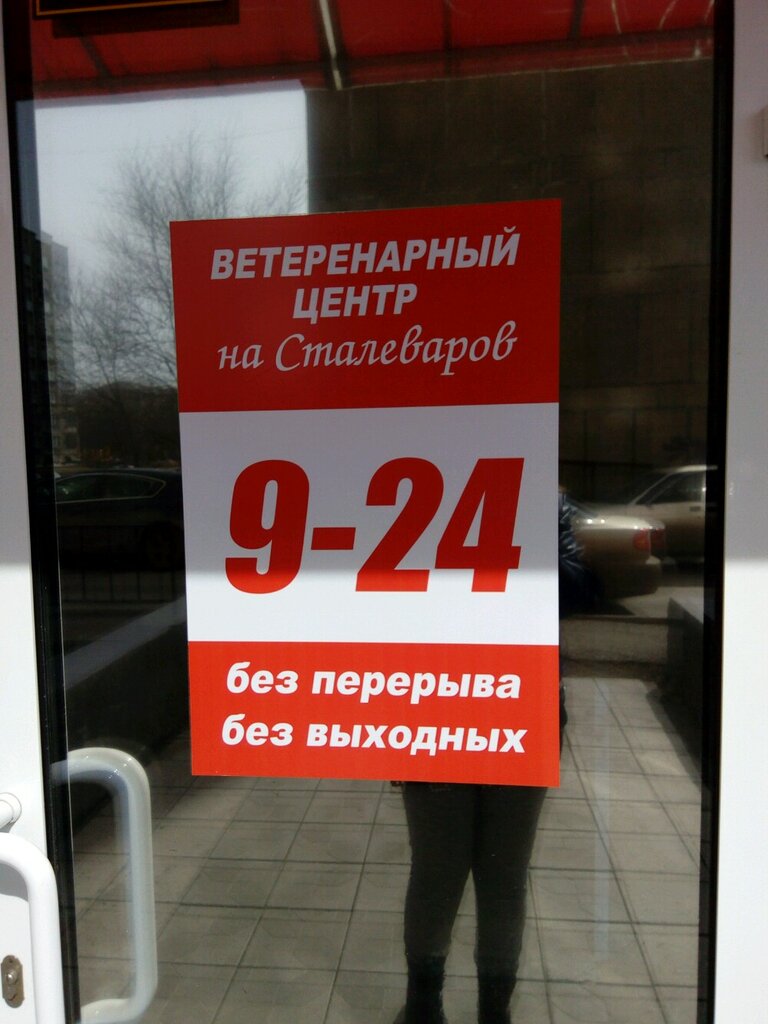 ВЕТЕРЕНАРНЫЙ
ЦЕНТР
на Сталеваров
9-24
без перерыва
без выходных